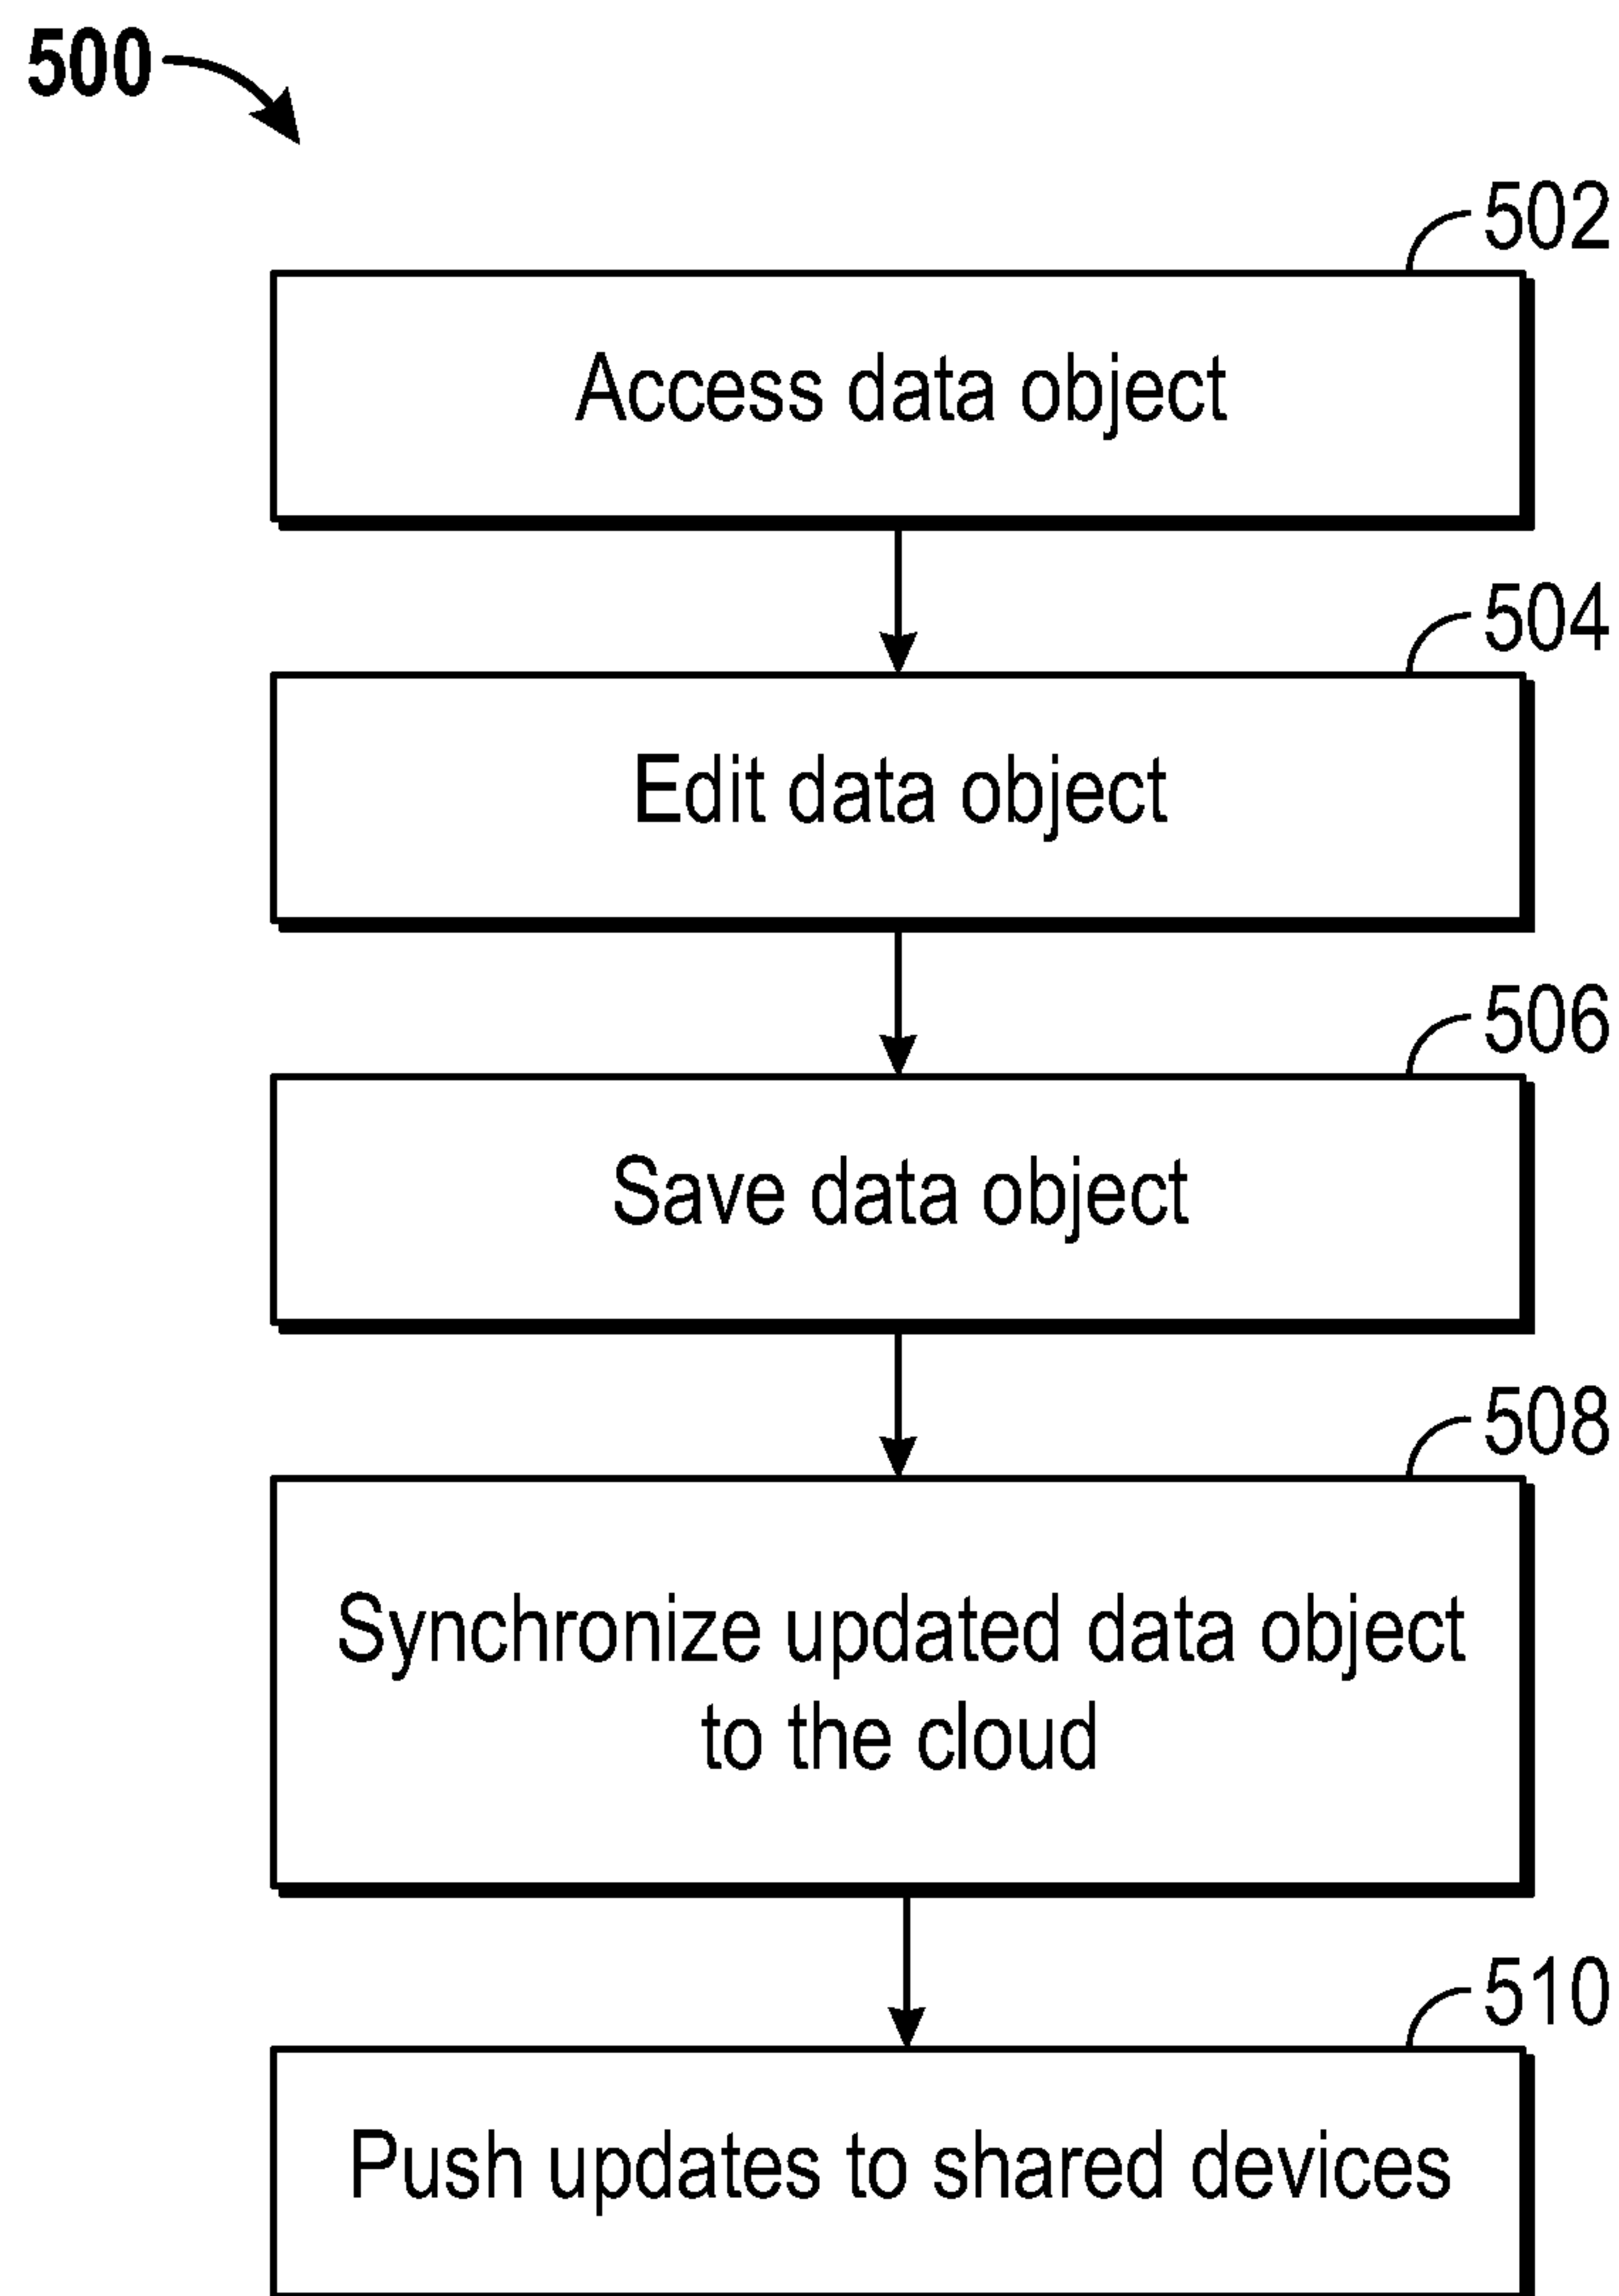 500
502
Access data object
504
Edit data object
506
Save data object
508
Synchronize updated data object
to the cloud
510
Push updates to shared devices